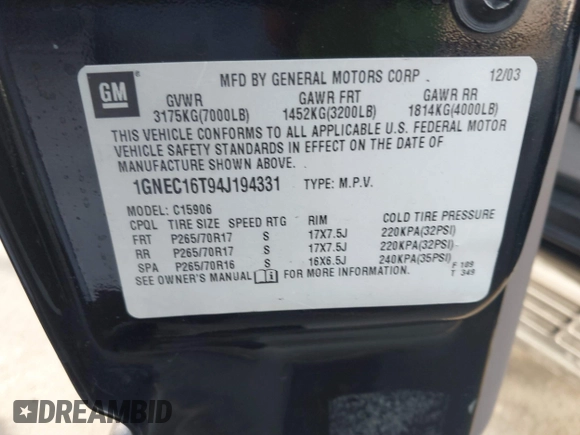 GM
MFD BY GENERAL MOTORS CORP. 12/03
GVWR GAWR FRT GAWR RR
3175KG(7000LB) 1452KG(3200LB) 1814KG(4000LB)
THIS VEHICLE CONFORMS TO ALL APPLICABLE U.S. FEDERAL MOTOR
VEHICLE SAFETY STANDARDS IN EFFECT ON THE DATE OF
MANUFACTURE SHOWN ABOVE.
1GNEC16T94J194331 TYPE: M.P.V.
MODEL: C15906
CPQL TIRE SIZE SPEED RTG RIM COLD TIRE PRESSURE
FRT P265/70R17 S 17X7.5J 220KPA(32PSI)
RR P265/70R17 S 17X7.5J 220KPA(32PSI)
SPA P265/70R16 S 16X6.5J 240KPA(35PSI) F 109
SEE OWNER'S MANUAL FOR MORE INFORMATION. T 349
DREAMBID